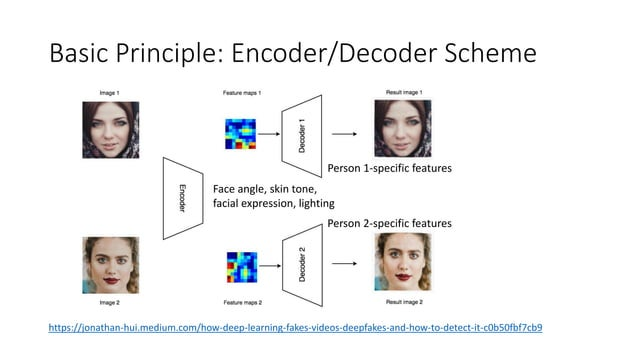 Basic Principle: Encoder/Decoder Scheme
Image 1
Feature maps 1
Result image 1
Decoder 1
Person 1-specific features
Encoder
Face angle, skin tone,
facial expression, lighting
Person 2-specific features
Decoder 2
Image 2
Feature maps 2
Result image 2
https://jonathan-hui.medium.com/how-deep-learning-fakes-videos-deepfakes-and-how-to-detect-it-c0b50fbf7cb9